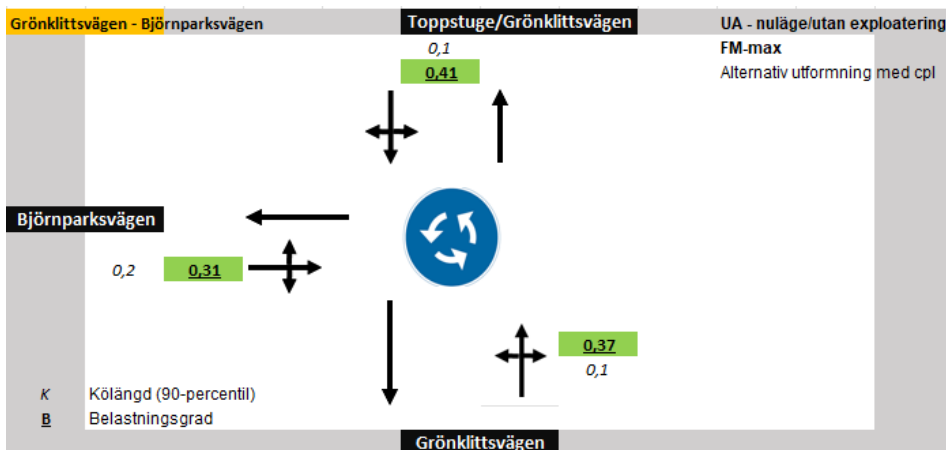 Grönklittsvägen - Björnparksvägen
Toppstuge/Grönklittsvägen
UA - nuläge/utan exploatering
0,1
FM-max
0,41
Alternativ utformning med cpl
Björnparksvägen
0,2
0,31
0,37
0,1
K Kölängd (90-percentil)
B Belastningsgrad
Grönklittsvägen